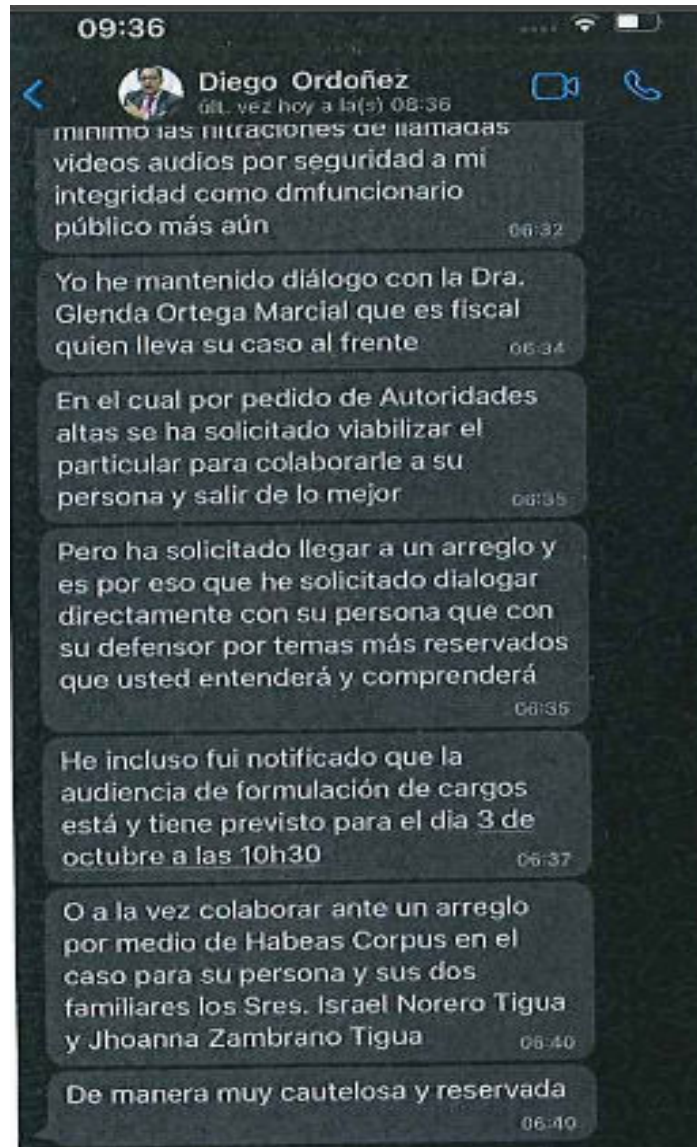 09:36
Diego Ordoñez
últ. vez hoy a la(s) 08:36
mínimo las filtraciones de llamadas
videos audios por seguridad a mi
integridad como dmfuncionario
público más aún
06:32
Yo he mantenido diálogo con la Dra.
Glenda Ortega Marcial que es fiscal
quien lleva su caso al frente
06:34
En el cual por pedido de Autoridades
altas se ha solicitado viabilizar el
particular para colaborarle a su
persona y salir de lo mejor
06:35
Pero ha solicitado llegar a un arreglo y
es por eso que he solicitado dialogar
directamente con su persona que con
su defensor por temas más reservados
que usted entenderá y comprenderá
06:35
He incluso fui notificado que la
audiencia de formulación de cargos
está y tiene previsto para el dia 3 de
octubre a las 10h30
06:37
O a la vez colaborar ante un arreglo
por medio de Habeas Corpus en el
caso para su persona y sus dos
familiares los Sres. Israel Norero Tigua
y Jhoanna Zambrano Tigua
06:40
De manera muy cautelosa y reservada
06:40